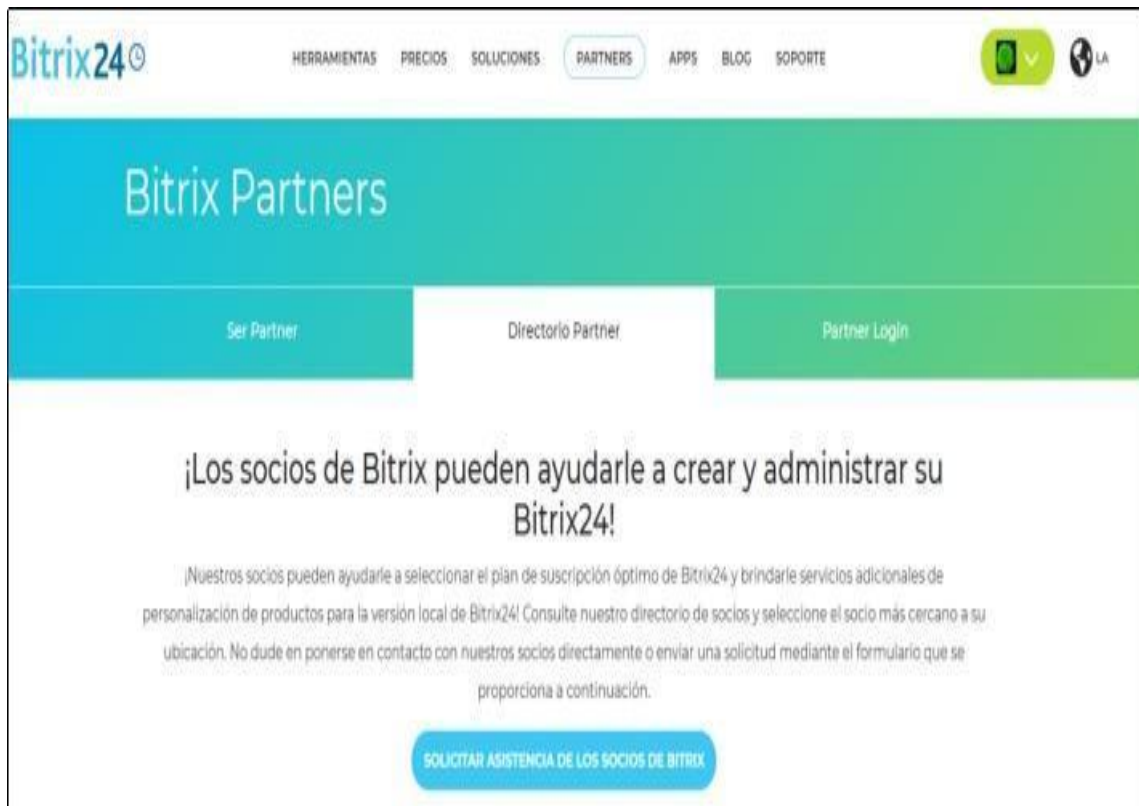 Bitrix24
HERRAMIENTAS PRECIOS SOLUCIONES PARTNERS APPS BLOG SOPORTE
LA
Bitrix Partners
Ser Partner Directorio Partner Partner Login
¡Los socios de Bitrix pueden ayudarle a crear y administrar su
Bitrix24!
¡Nuestros socios pueden ayudarle a seleccionar el plan de suscripción óptimo de Bitrix24 y brindarle servicios adicionales de
personalización de productos para la versión local de Bitrix24! Consulte nuestro directorio de socios y seleccione el socio más cercano a su
ubicación. No dude en ponerse en contacto con nuestros socios directamente o enviar una solicitud mediante el formulario que se
proporciona a continuación.
SOLICITAR ASISTENCIA DE LOS SOCIOS DE BITRIX